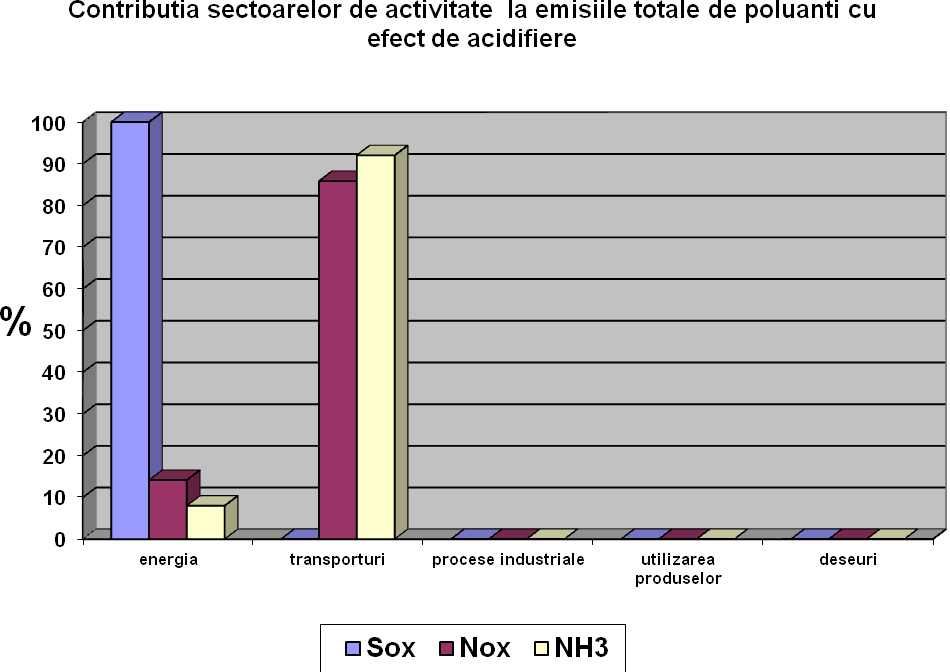 Contributia sectoarelor de activitate  la emisiile totale de poluanti cu
efect de acidifiere
%
100
90
80
70
60
50
40
30
20
10
0
energia
transporturi
procese industriale
utilizarea
produselor
deseuri
Sox
Nox
NH3